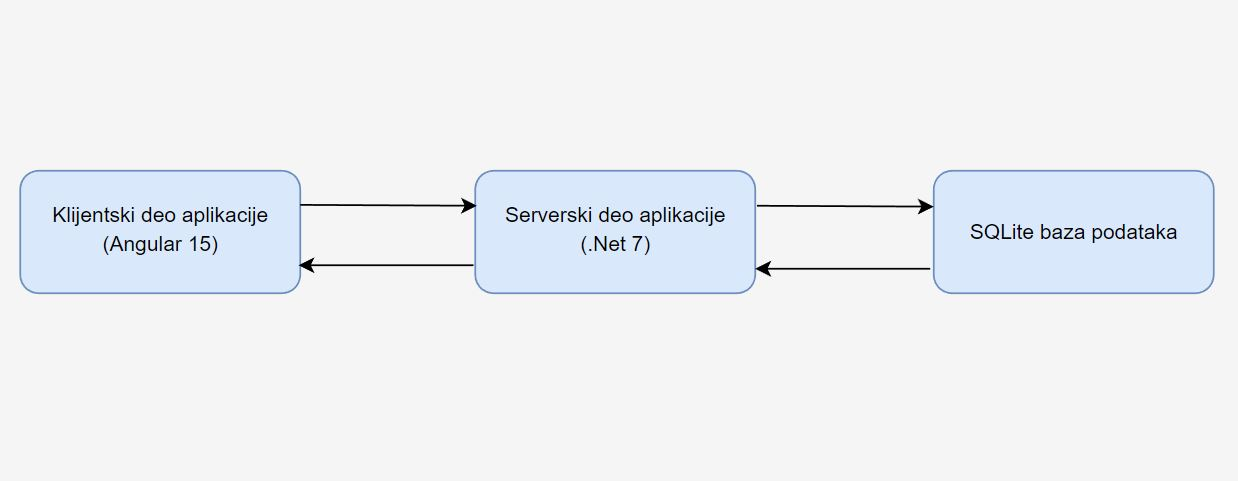 Klijentski deo aplikacije
(Angular 15)
Serverski deo aplikacije
(.Net 7)
SQLite baza podataka